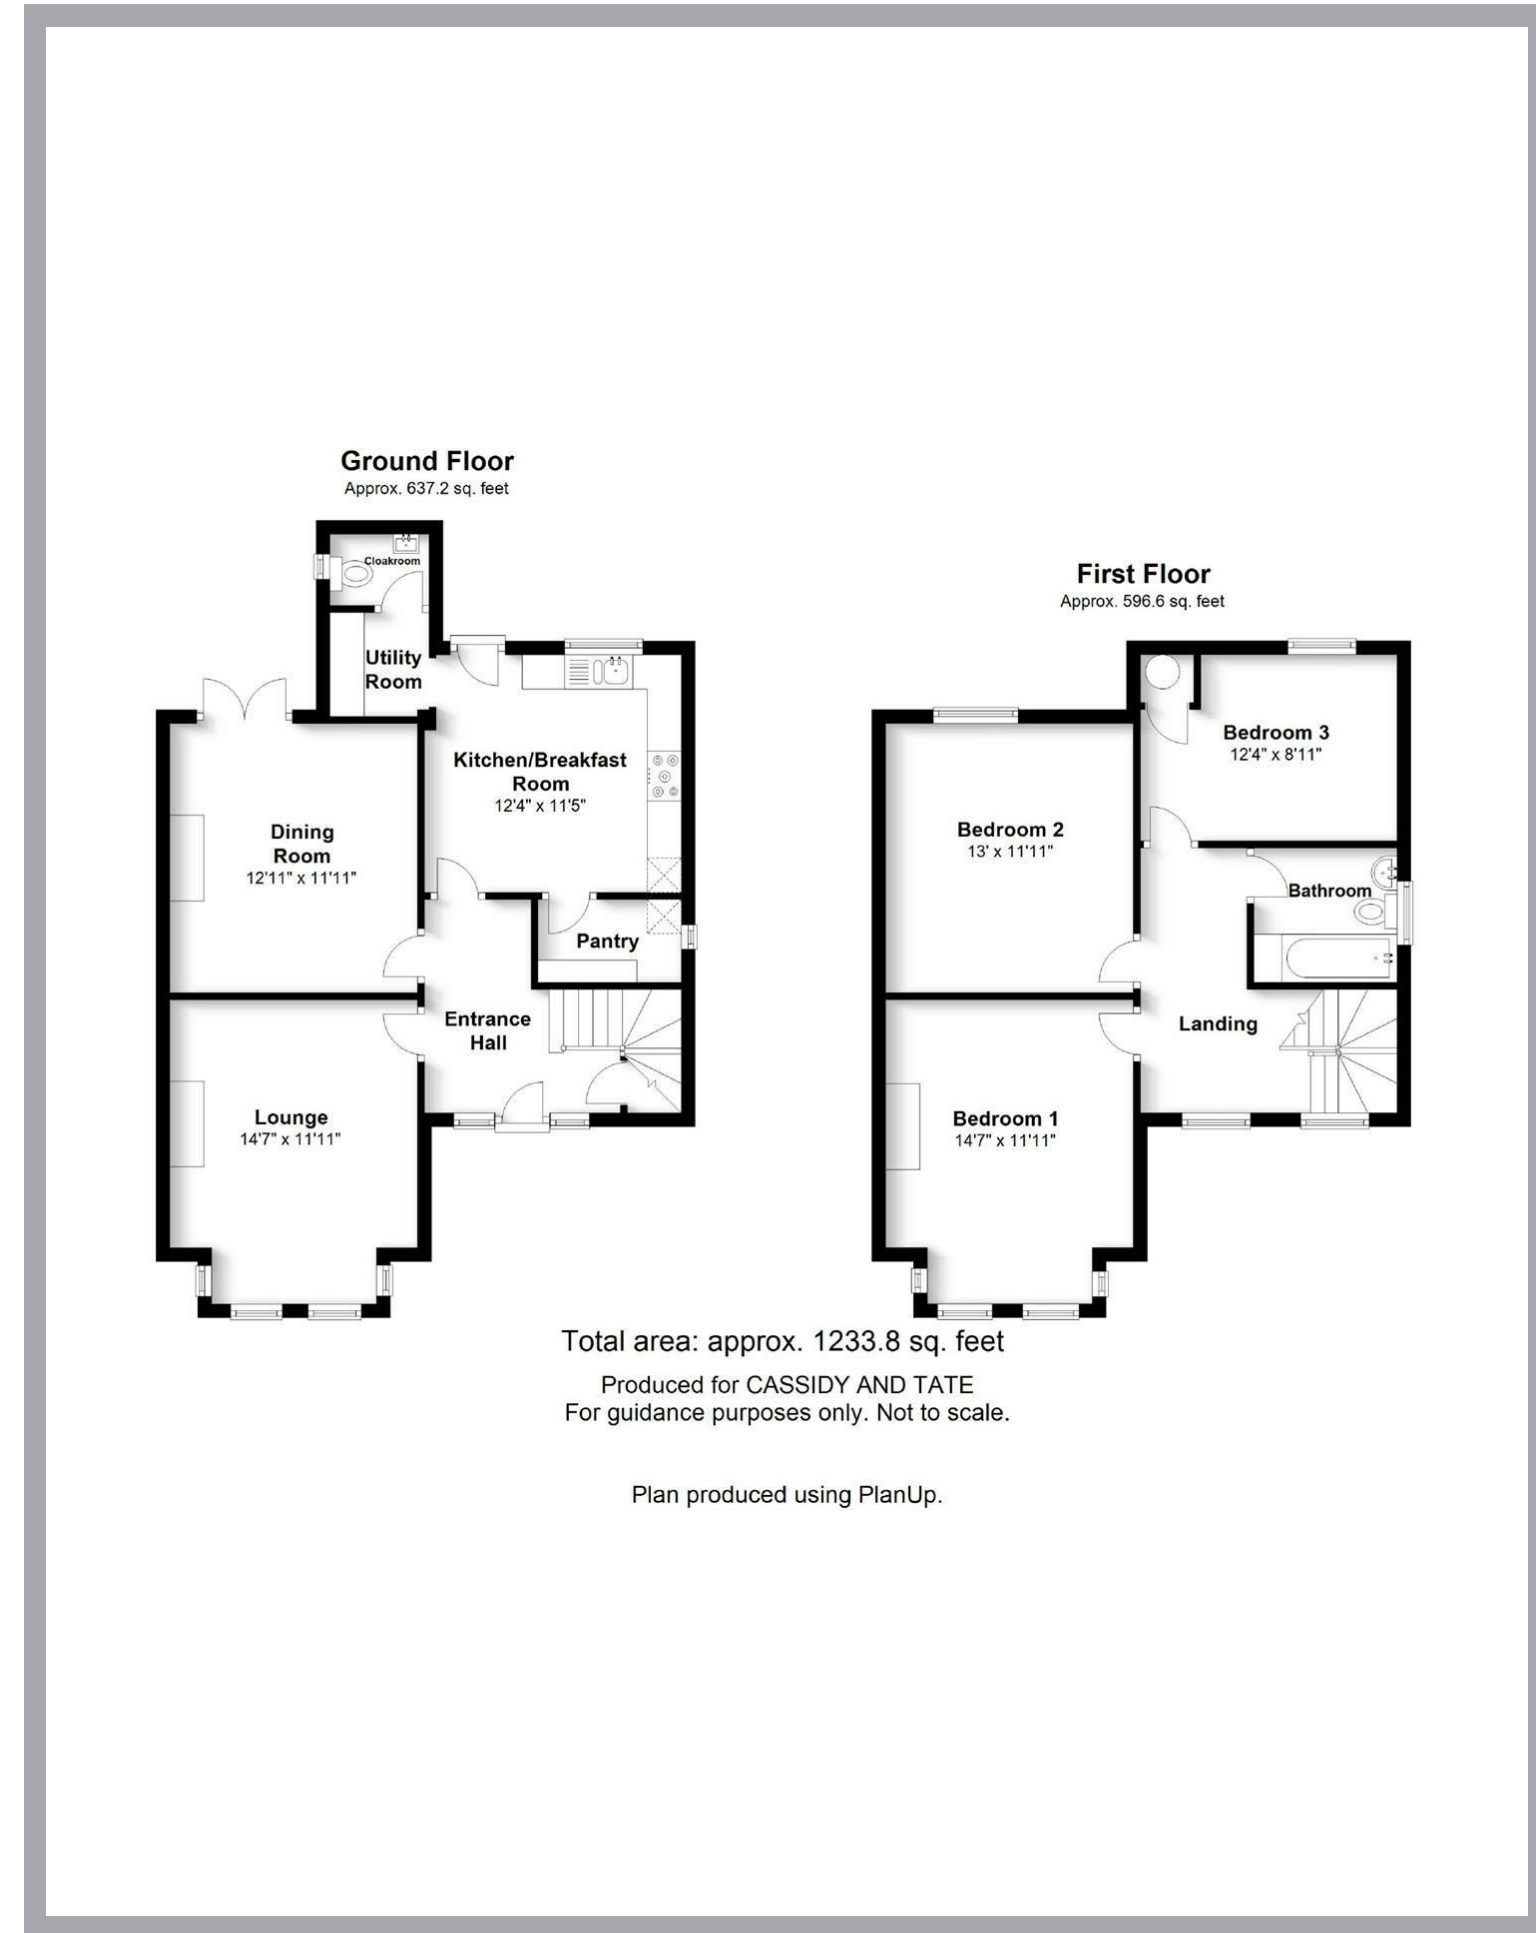 Ground Floor
Approx. 637.2 sq. feet
Cloakroom
Utility
Room
Kitchen/Breakfast
Room
12'4" x 11'5"
Dining
Room
12'11" x 11'11"
Pantry
Entrance
Hall
Lounge
14'7" x 11'11"
First Floor
Approx. 596.6 sq. feet
Bedroom 3
12'4" x 8'11"
Bedroom 2
13' x 11'11"
Bathroom
Landing
Bedroom 1
14'7" x 11'11"
Total area: approx. 1233.8 sq. feet
Produced for CASSIDY AND TATE
For guidance purposes only. Not to scale.
Plan produced using PlanUp.